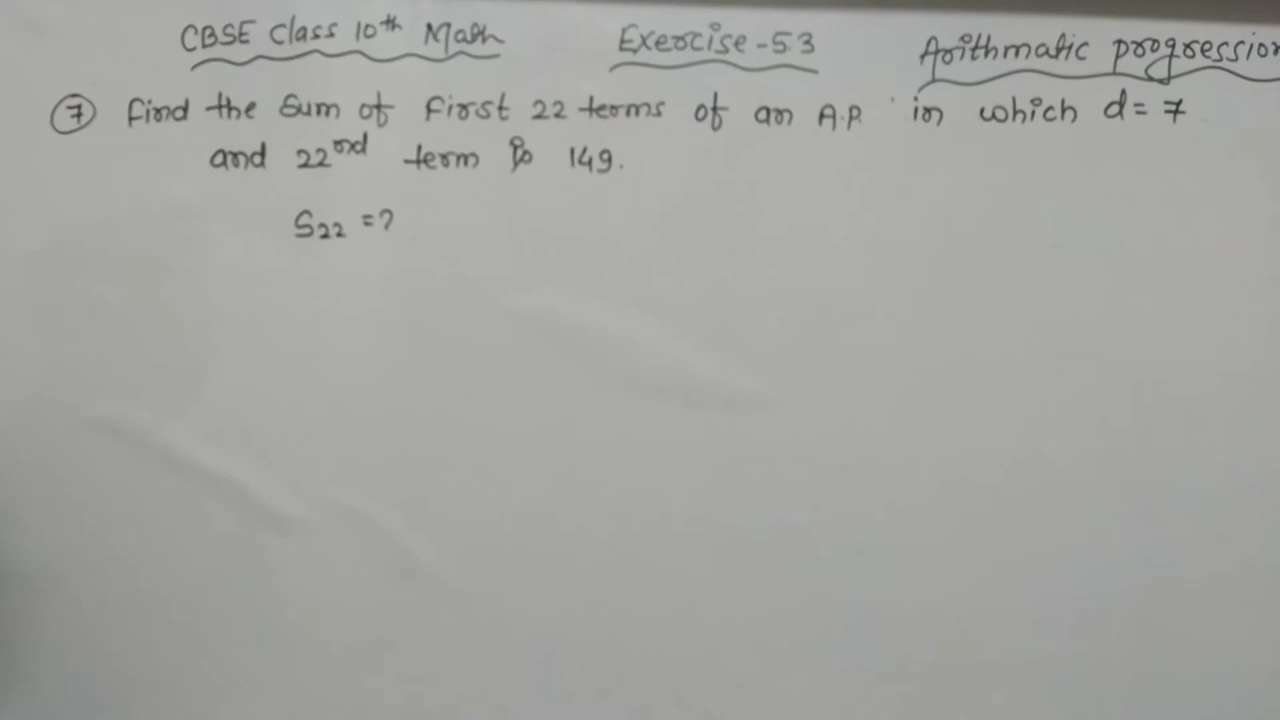 CBSE Class 10th Math Exercise-5.3 Arithmatic progression
7 Find the Sum of First 22 terms of an A.P. in which d=7
and 22nd term is 149.
S22 =?